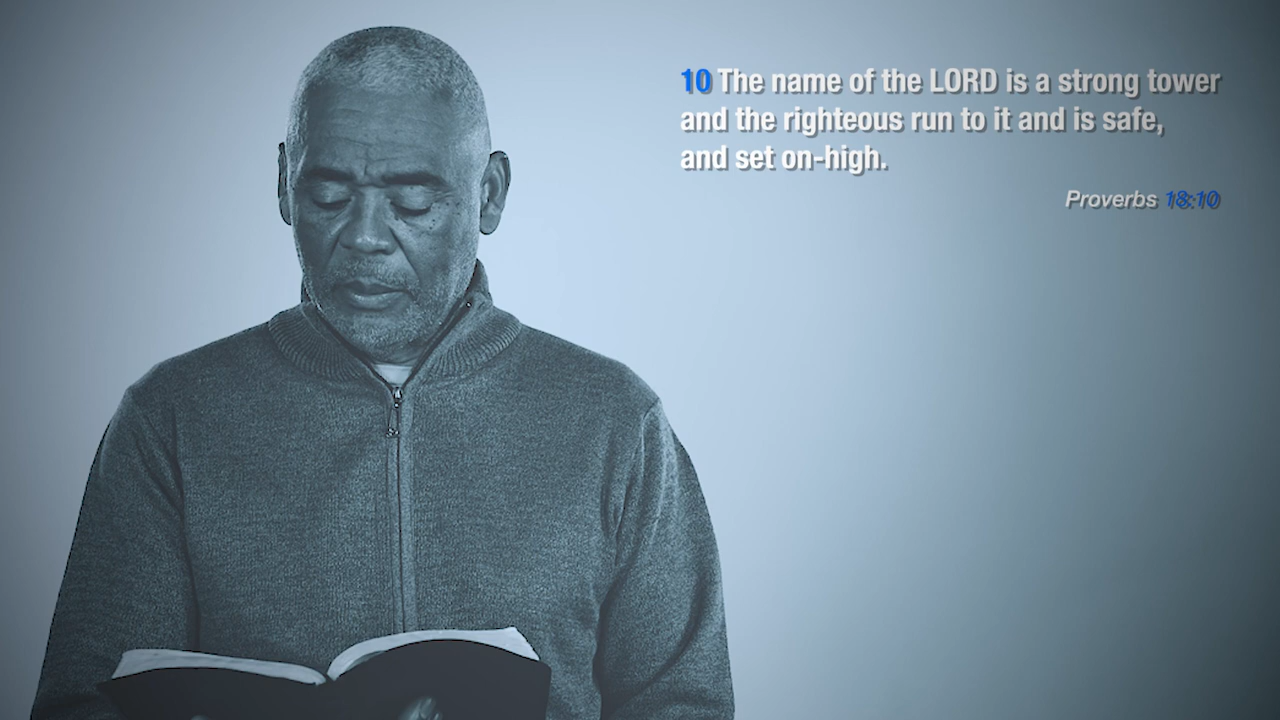 10 The name of the LORD is a strong tower
and the righteous run to it and is safe,
and set on-high.
Proverbs 18:10